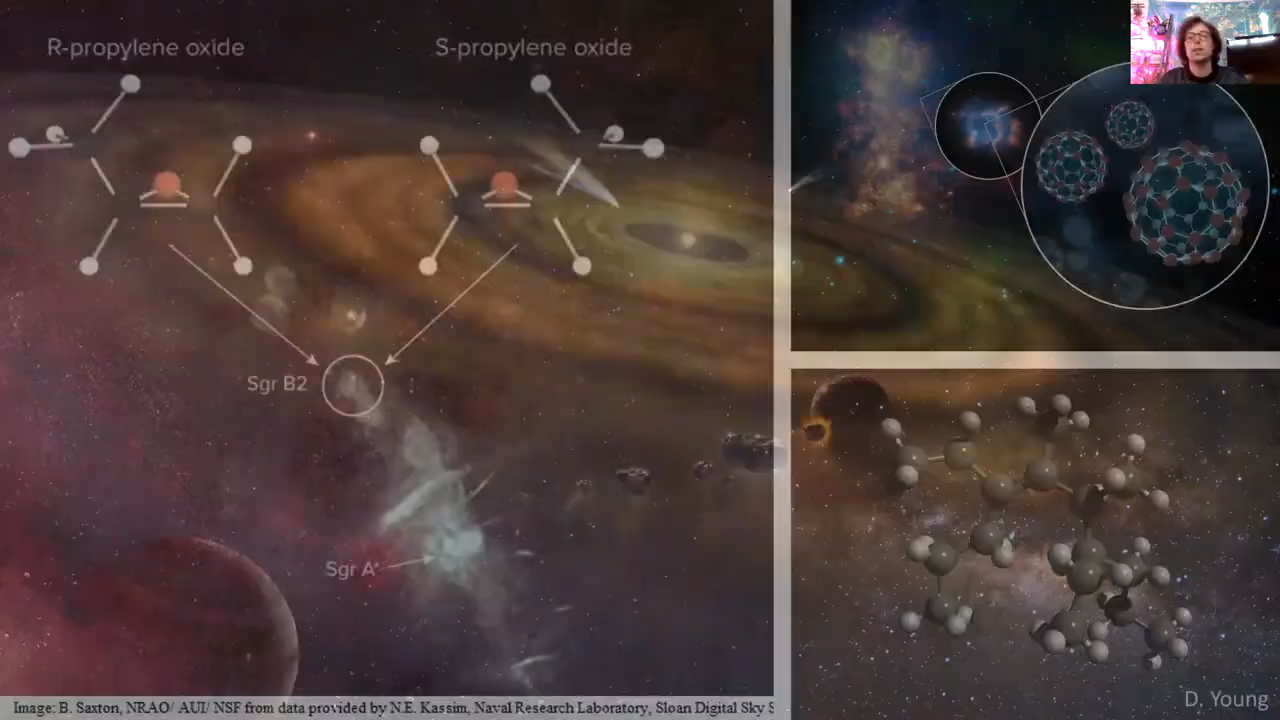 R-propylene oxide
S-propylene oxide
Sgr B2
Sgr A*
Image: B. Saxton, NRAO/ AUI/ NSF from data provided by N.E. Kassim, Naval Research Laboratory, Sloan Digital Sky S
D. Young